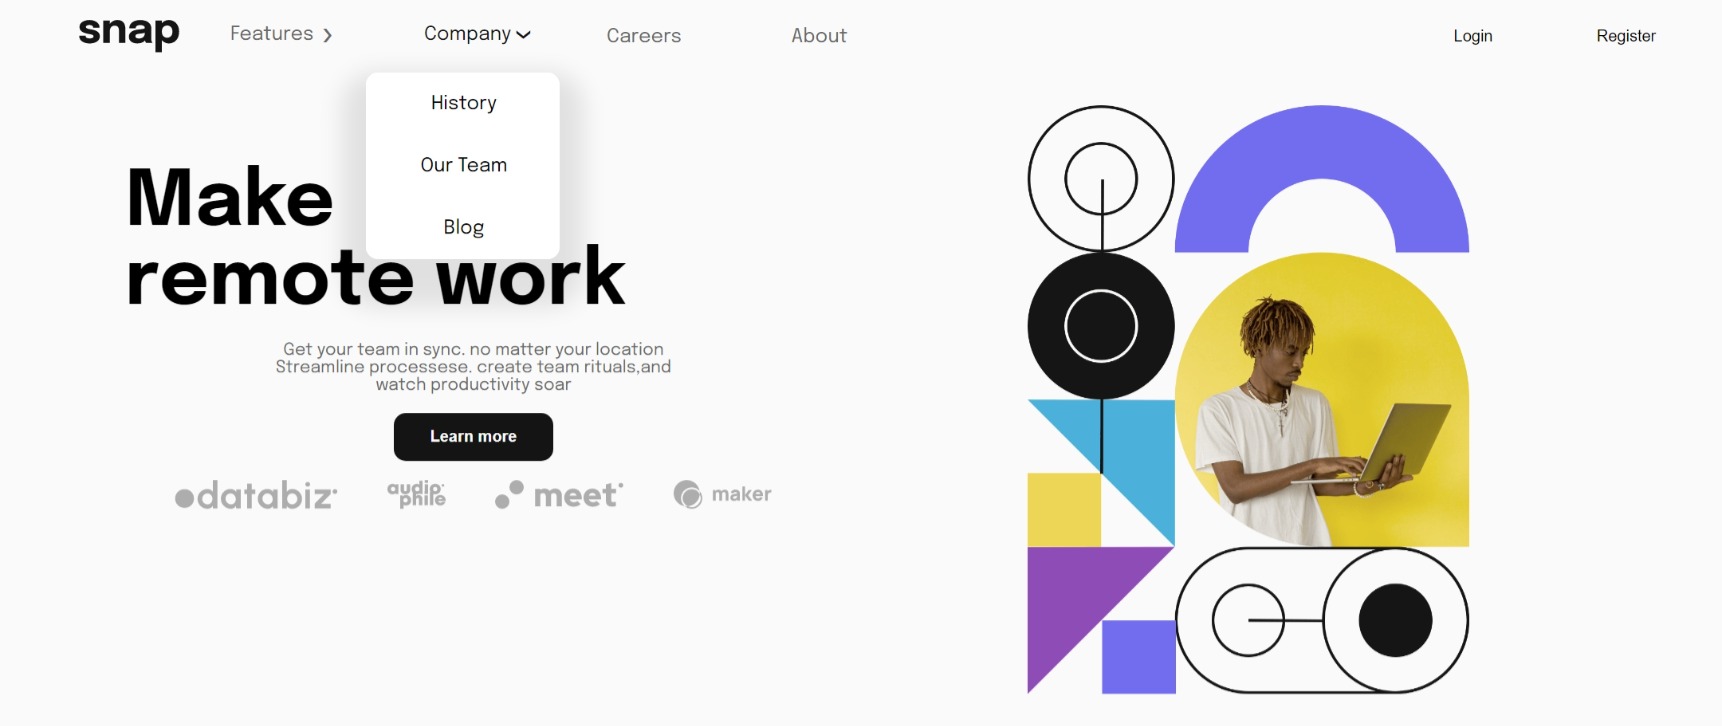 snap
Features
Company
Careers
About
Login
Register
History
Our Team
Blog
Make
remote work
Get your team in sync. no matter your location
Streamline processese. create team rituals,and
watch productivity soar
Learn more
databiz
audio
phile
meet
maker